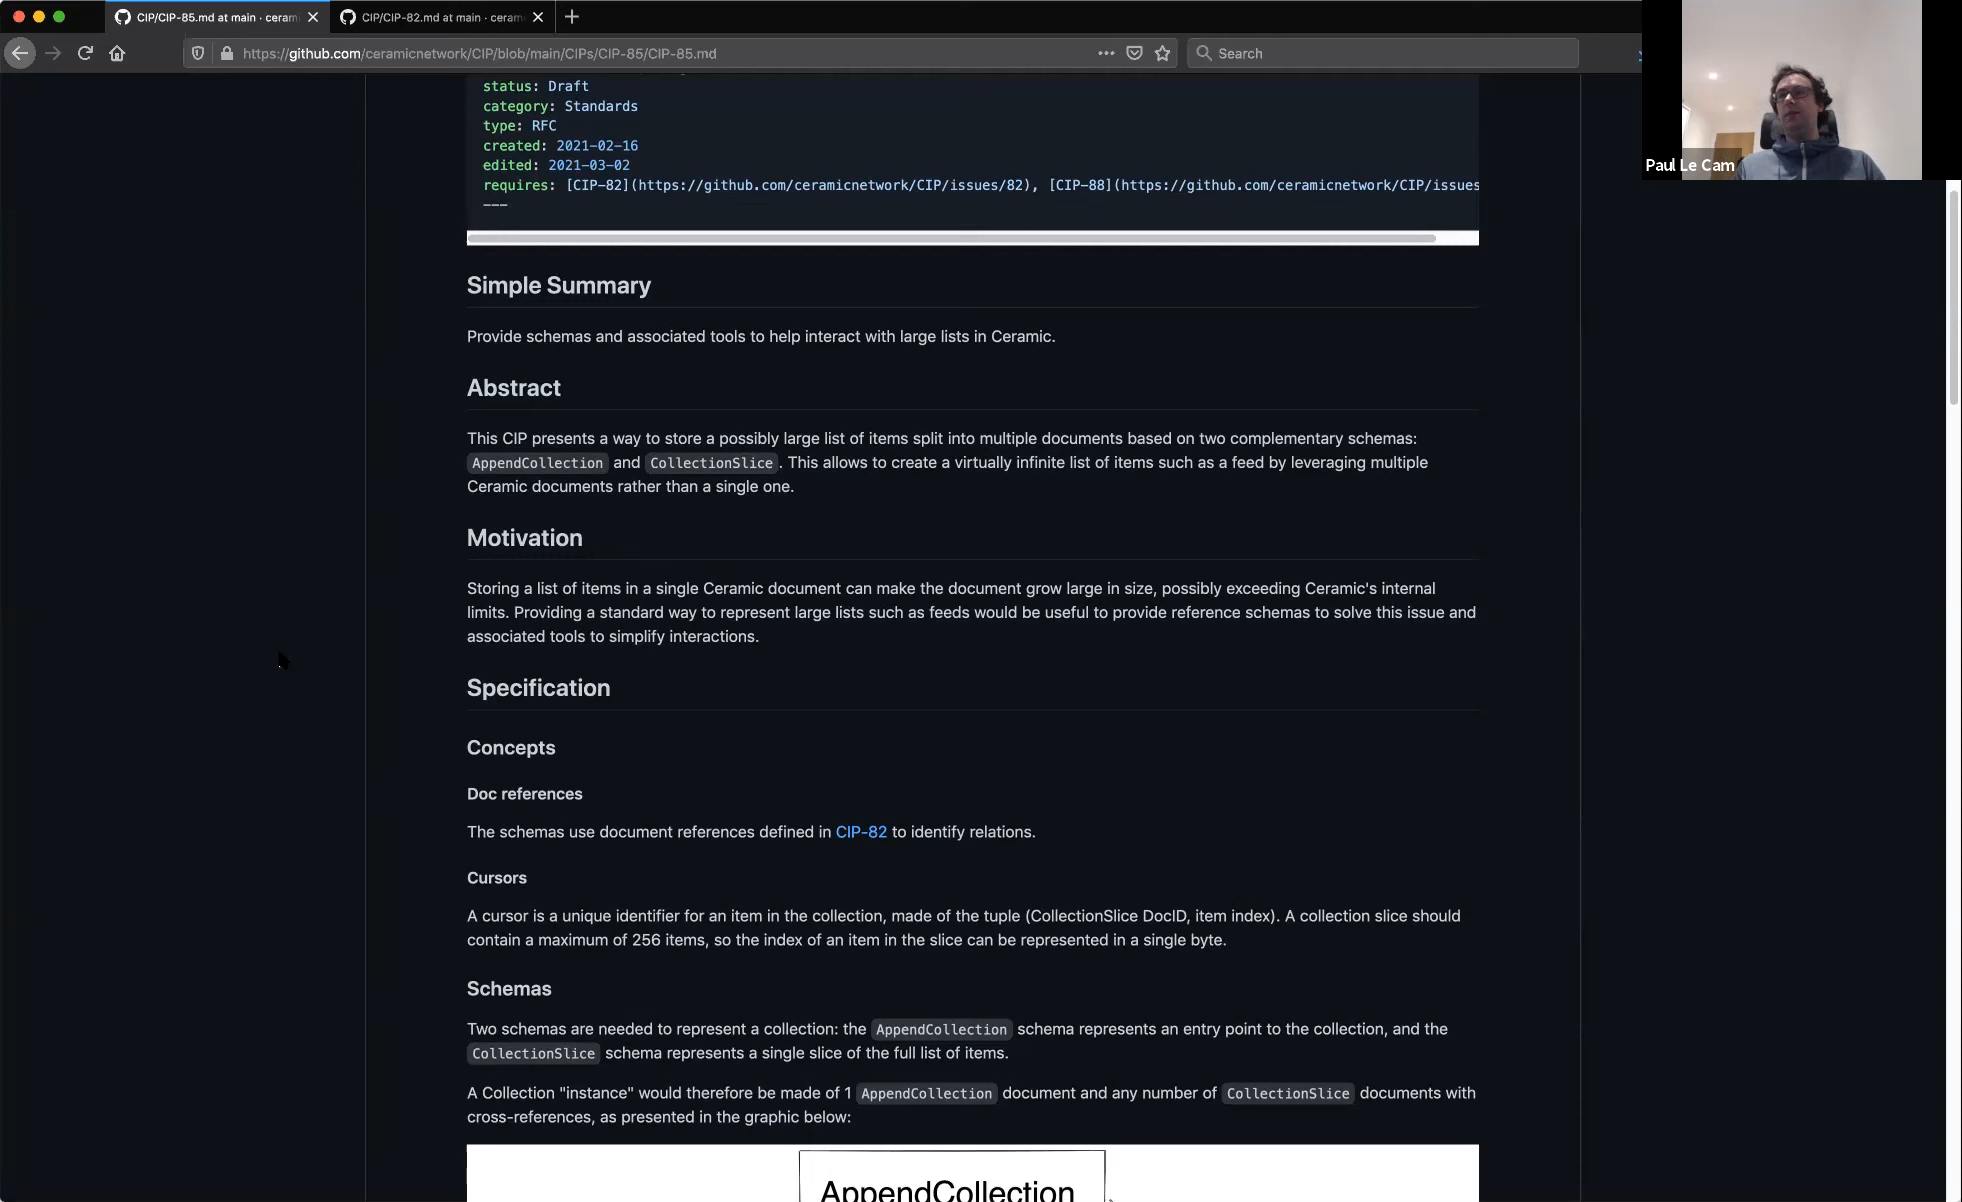 CIP/CIP-85.md at main · ceram
CIP/CIP-82.md at main · ceram
https://github.com/ceramicnetwork/CIP/blob/main/CIPs/CIP-85/CIP-85.md
Search
Paul Le Cam
status: Draft
category: Standards
type: RFC
created: 2021-02-16
edited: 2021-03-02
requires: [CIP-82](https://github.com/ceramicnetwork/CIP/issues/82), [CIP-88](https://github.com/ceramicnetwork/CIP/issues
---
Simple Summary
Provide schemas and associated tools to help interact with large lists in Ceramic.
Abstract
This CIP presents a way to store a possibly large list of items split into multiple documents based on two complementary schemas:
AppendCollection and CollectionSlice. This allows to create a virtually infinite list of items such as a feed by leveraging multiple
Ceramic documents rather than a single one.
Motivation
Storing a list of items in a single Ceramic document can make the document grow large in size, possibly exceeding Ceramic's internal
limits. Providing a standard way to represent large lists such as feeds would be useful to provide reference schemas to solve this issue and
associated tools to simplify interactions.
Specification
Concepts
Doc references
The schemas use document references defined in CIP-82 to identify relations.
Cursors
A cursor is a unique identifier for an item in the collection, made of the tuple (CollectionSlice DocID, item index). A collection slice should
contain a maximum of 256 items, so the index of an item in the slice can be represented in a single byte.
Schemas
Two schemas are needed to represent a collection: the AppendCollection schema represents an entry point to the collection, and the
CollectionSlice schema represents a single slice of the full list of items.
A Collection "instance" would therefore be made of 1 AppendCollection document and any number of CollectionSlice documents with
cross-references, as presented in the graphic below:
AppendCollection